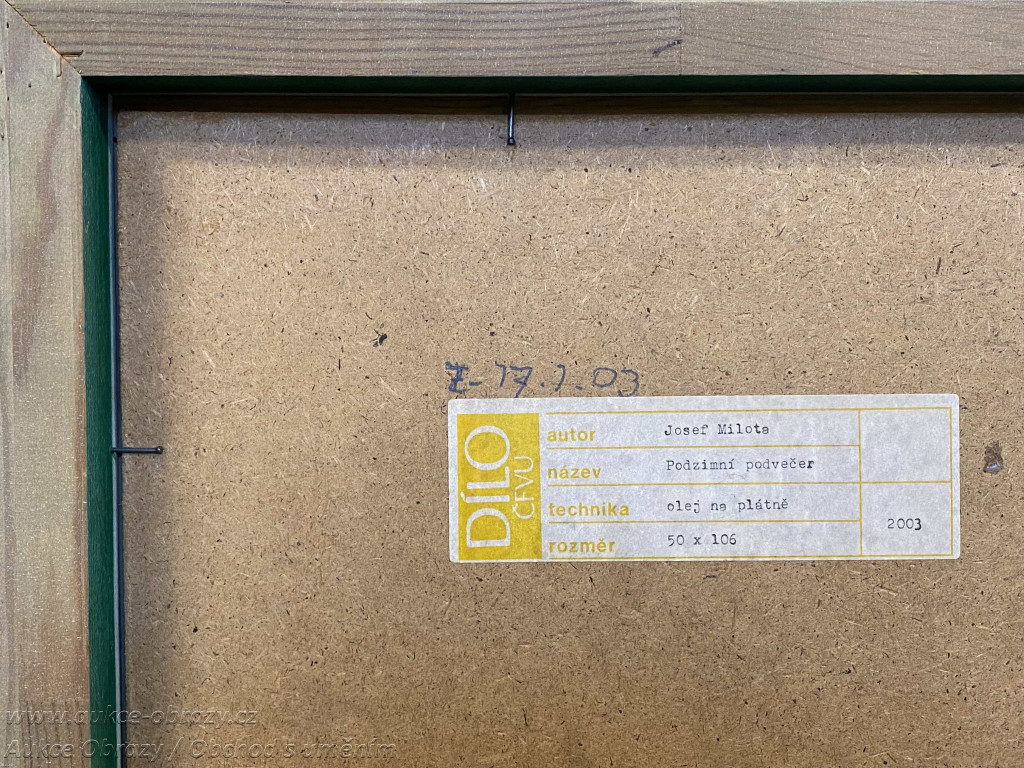 Z-17.7.03
DÍLO
ČFVU
autor Josef Milota
název Podzimní podvečer
technika olej na plátně
rozměr 50 x 106
2003
www.aukce-obrazy.cz
Aukce Obrazy / Obchod s uměním